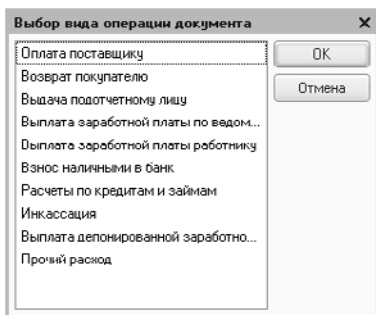 Выбор вида операции документа
Оплата поставщику
Возврат покупателю
Выдача подотчетному лицу
Выплата заработной платы по ведом...
Выплата заработной платы работнику
Взнос наличными в банк
Расчеты по кредитам и займам
Инкассация
Выплата депонированной заработно...
Прочий расход
OK
Отмена